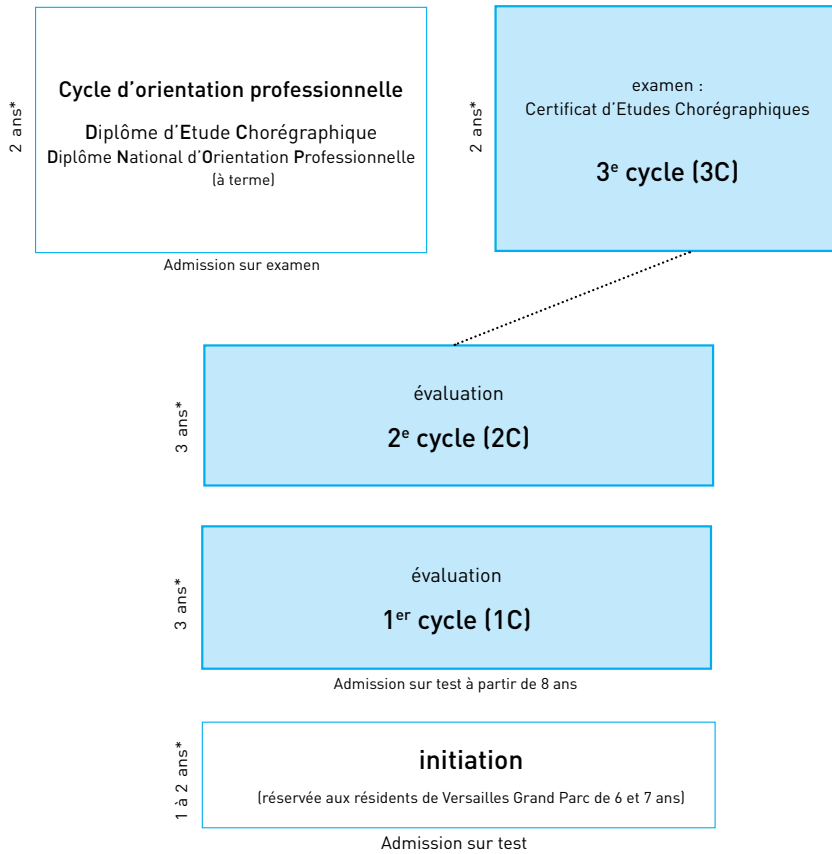 2 ans*
Cycle d'orientation professionnelle
Diplôme d'Etude Chorégraphique
Diplôme National d'Orientation Professionnelle
(à terme)
Admission sur examen
2 ans*
examen :
Certificat d'Etudes Chorégraphiques
3e cycle (3C)
3 ans*
évaluation
2e cycle (2C)
3 ans*
évaluation
1er cycle (1C)
Admission sur test à partir de 8 ans
1 à 2 ans*
initiation
(réservée aux résidents de Versailles Grand Parc de 6 et 7 ans)
Admission sur test